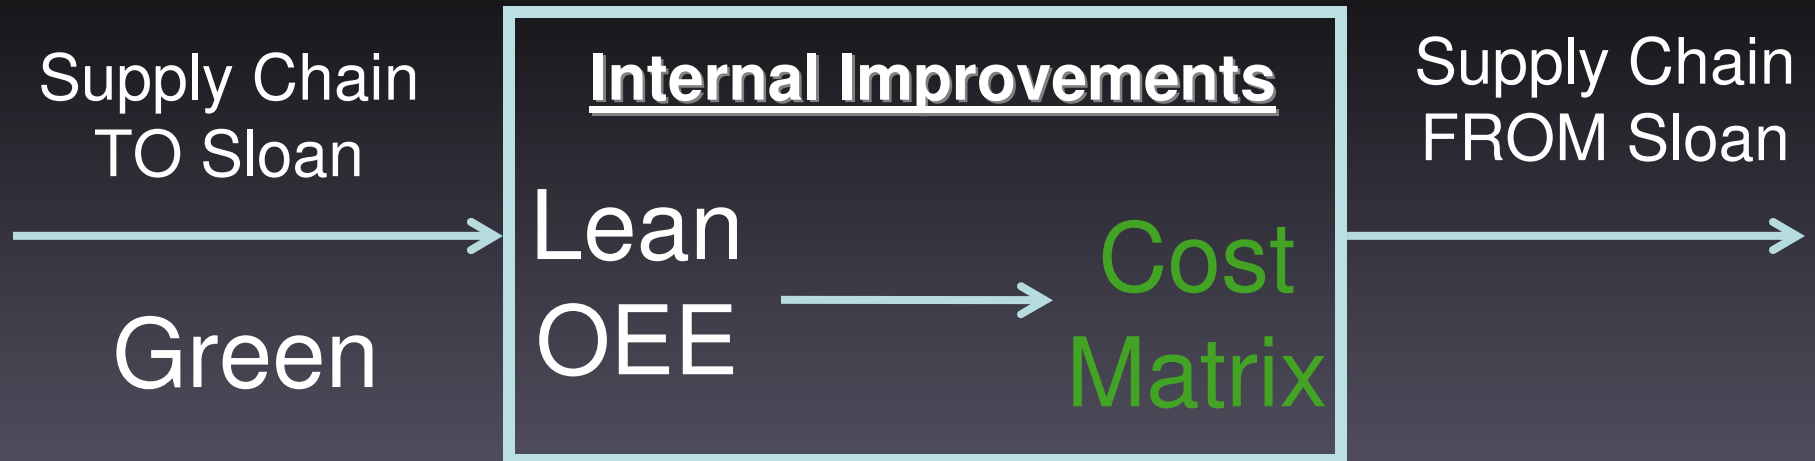 Supply Chain
TO Sloan
Green
Internal Improvements
Lean
OEE
Cost
Matrix
Supply Chain
FROM Sloan